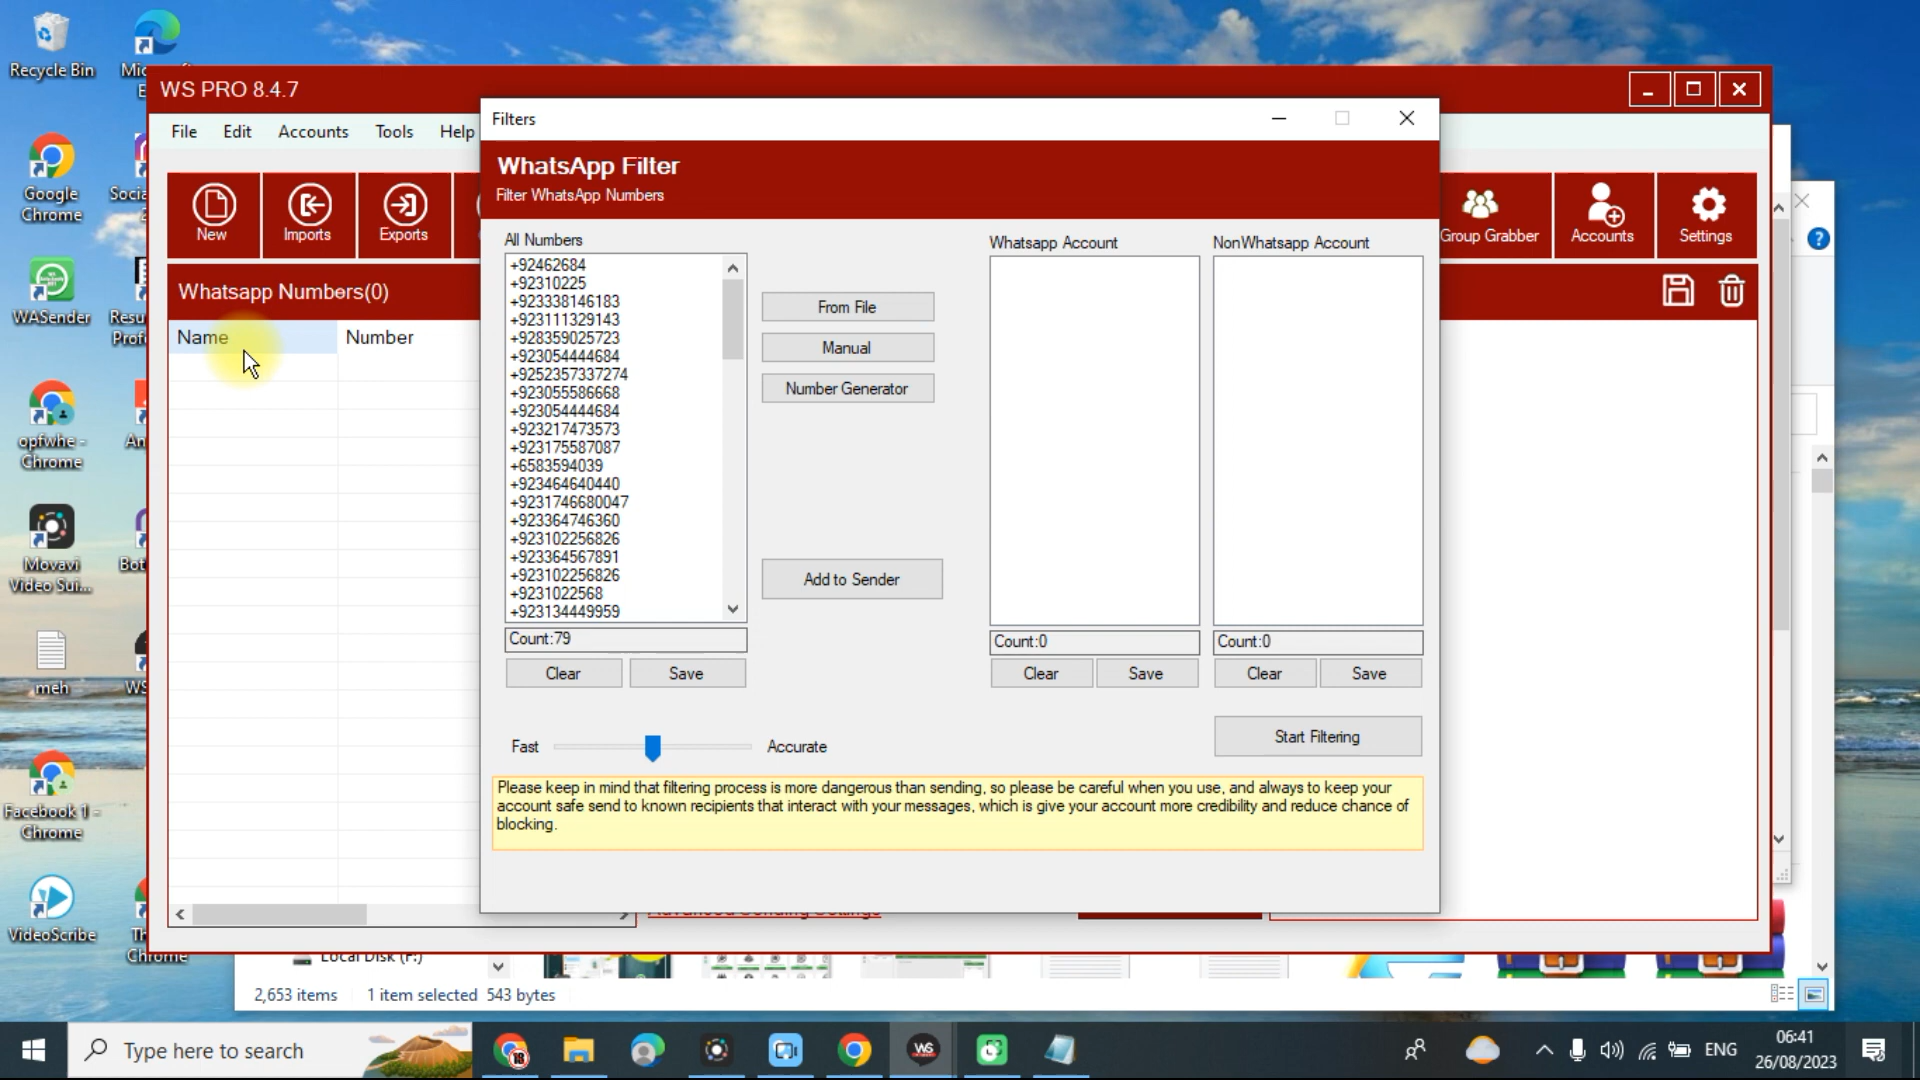 Recycle Bin
Google
Chrome
WASender
opfwhe -
Chrome
Movavi
Video Sui...
meh
Facebook 1 -
Chrome
VideoScribe
Chrome
WS PRO 8.4.7
File
Edit
Accounts
Tools
Help
New
Imports
Exports
Group Grabber
Accounts
Settings
Whatsapp Numbers(0)
Name
Number
Filters
WhatsApp Filter
Filter WhatsApp Numbers
All Numbers
+92462684
+92310225
+923338146183
+923111329143
+928359025723
+923054444684
+9252357337274
+923055586668
+923054444684
+923217473573
+923175587087
+6583594039
+923464640440
+9231746680047
+923364746360
+923102256826
+923364567891
+923102256826
+9231022568
+923134449959
Count:79
Clear
Save
From File
Manual
Number Generator
Add to Sender
Whatsapp Account
Count:0
Clear
Save
NonWhatsapp Account
Count:0
Clear
Save
Fast
Accurate
Start Filtering
Please keep in mind that filtering process is more dangerous than sending, so please be careful when you use, and always to keep your
account safe send to known recipients that interact with your messages, which is give your account more credibility and reduce chance of
blocking.
Advanced Sending Settings
Local Disk (F:)
2,653 items
1 item selected 543 bytes
Type here to search
18
WS
ENG
06:41
26/08/2023